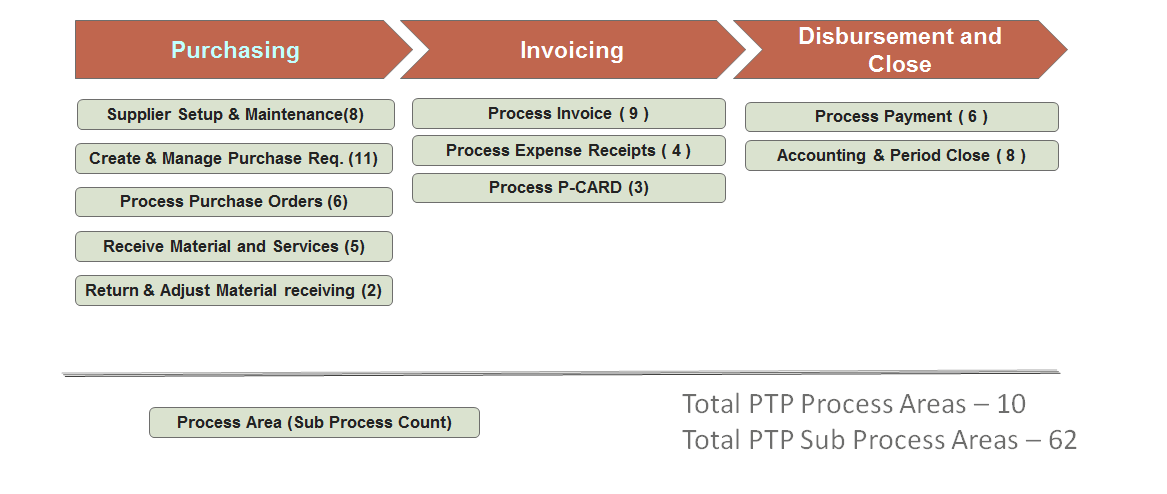 Purchasing
Invoicing
Disbursement and
Close
Supplier Setup & Maintenance(8)
Create & Manage Purchase Req. (11)
Process Purchase Orders (6)
Receive Material and Services (5)
Return & Adjust Material receiving (2)
Process Invoice ( 9 )
Process Expense Receipts ( 4 )
Process P-CARD (3)
Process Payment ( 6 )
Accounting & Period Close ( 8 )
Process Area (Sub Process Count)
Total PTP Process Areas – 10
Total PTP Sub Process Areas – 62